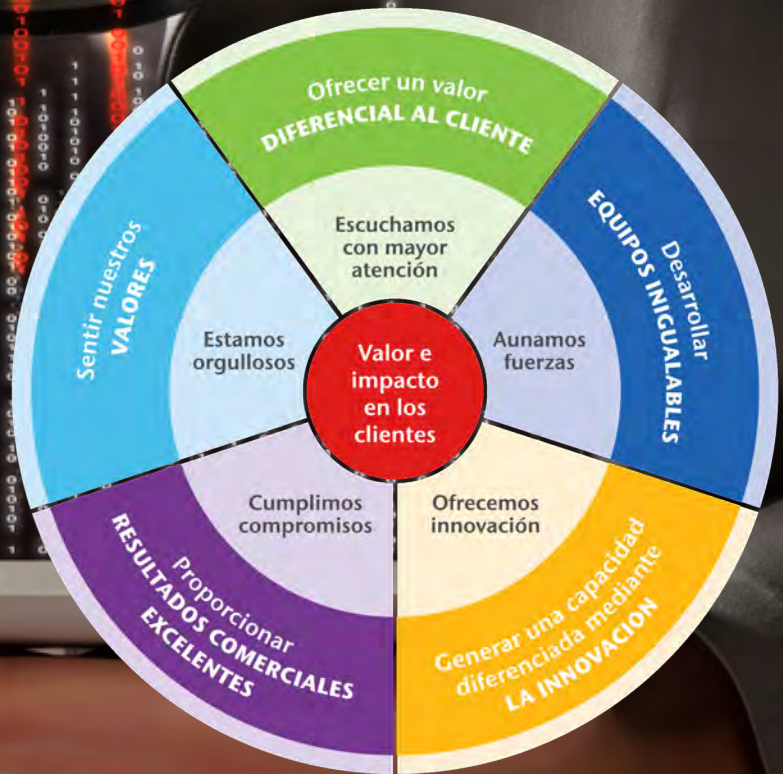 Ofrecer un valor
DIFERENCIAL AL CLIENTE
Escuchamos
con mayor
atención
Desarrollar
EQUIPOS INIGUALABLES
Aunamos
fuerzas
Generar una capacidad
diferenciada mediante
LA INNOVACION
Ofrecemos
innovación
Proporcionar
RESULTADOS COMERCIALES
EXCELENTES
Cumplimos
compromisos
Sentir nuestros
VALORES
Estamos
orgullosos
Valor e
impacto
en los
clientes